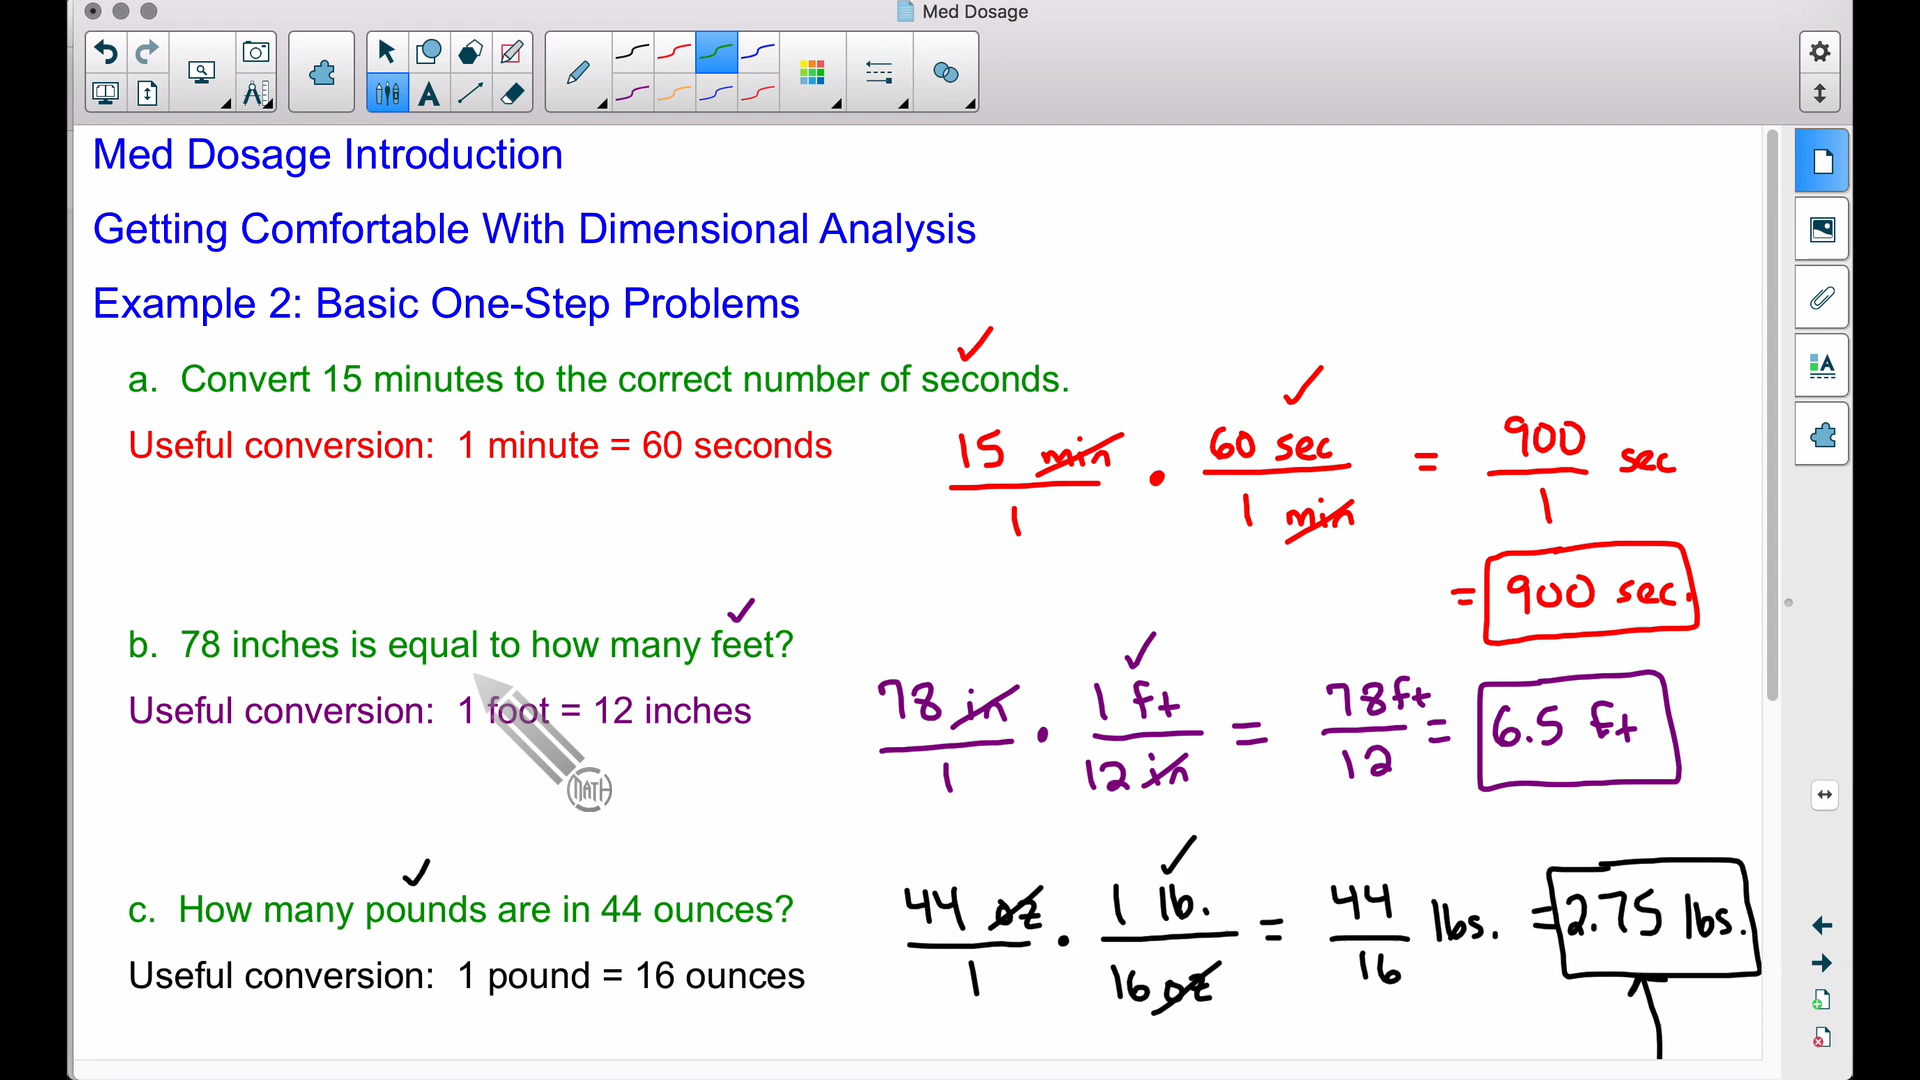 Med Dosage
Med Dosage Introduction
Getting Comfortable With Dimensional Analysis
Example 2: Basic One-Step Problems
a. Convert 15 minutes to the correct number of seconds.
Useful conversion: 1 minute = 60 seconds
15 min / 1 • 60 sec / 1 min = 900 / 1 sec
= 900 sec.
b. 78 inches is equal to how many feet?
Useful conversion: 1 foot = 12 inches
78 in / 1 • 1 ft / 12 in = 78 ft / 12 = 6.5 ft
MATH
c. How many pounds are in 44 ounces?
Useful conversion: 1 pound = 16 ounces
44 oz / 1 • 1 lb. / 16 oz = 44 / 16 lbs. = 2.75 lbs.